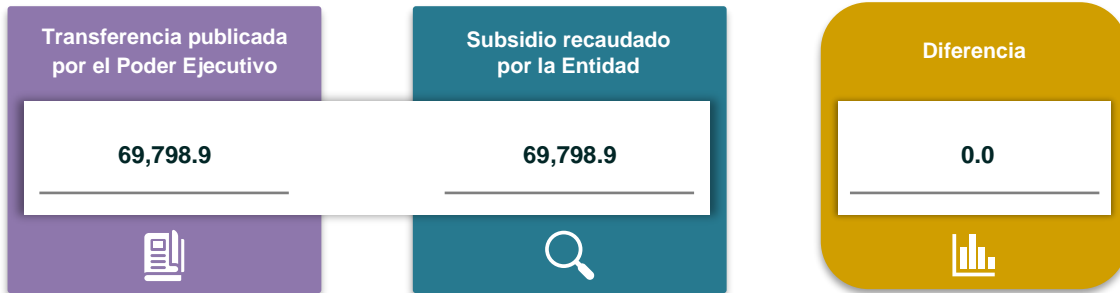 Transferencia publicada
por el Poder Ejecutivo
69,798.9
Subsidio recaudado
por la Entidad
69,798.9
Diferencia
0.0